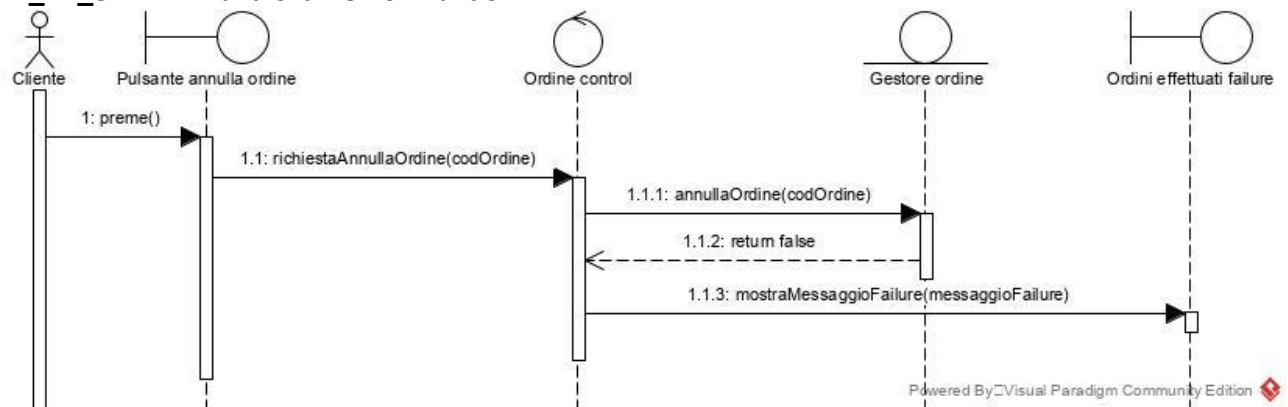 Cliente
Pulsante annulla ordine
Ordine control
Gestore ordine
Ordini effettuati failure
1: preme()
1.1: richiestaAnnullaOrdine(codOrdine)
1.1.1: annullaOrdine(codOrdine)
1.1.2: return false
1.1.3: mostraMessaggioFailure(messaggioFailure)
Powered By Visual Paradigm Community Edition